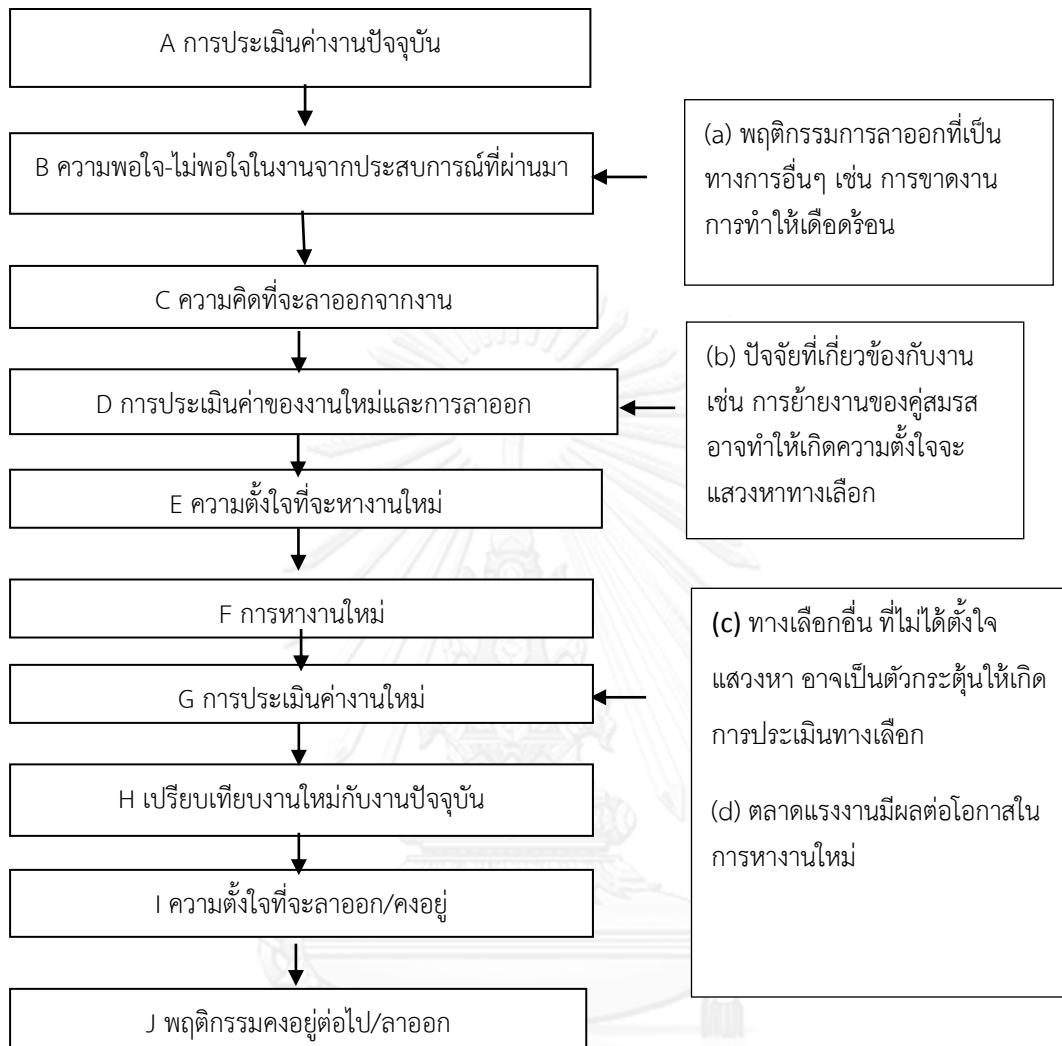 A การประเมินค่างานปัจจุบัน
B ความพอใจ-ไม่พอใจในงานจากประสบการณ์ที่ผ่านมา
(a) พฤติกรรมการลาออกที่เป็น
ทางการอื่นๆ เช่น การขาดงาน
การทำให้เดือดร้อน
C ความคิดที่จะลาออกจากงาน
D การประเมินค่าของงานใหม่และการลาออก
(b) ปัจจัยที่เกี่ยวข้องกับงาน
เช่น การย้ายงานของคู่สมรส
อาจทำให้เกิดความตั้งใจจะ
แสวงหาทางเลือก
E ความตั้งใจที่จะหางานใหม่
F การหางานใหม่
G การประเมินค่างานใหม่
(c) ทางเลือกอื่น ที่ไม่ได้ตั้งใจ
แสวงหา อาจเป็นตัวกระตุ้นให้เกิด
การประเมินทางเลือก
(d) ตลาดแรงงานมีผลต่อโอกาสใน
การหางานใหม่
H เปรียบเทียบงานใหม่กับงานปัจจุบัน
I ความตั้งใจที่จะลาออก/คงอยู่
J พฤติกรรมคงอยู่ต่อไป/ลาออก